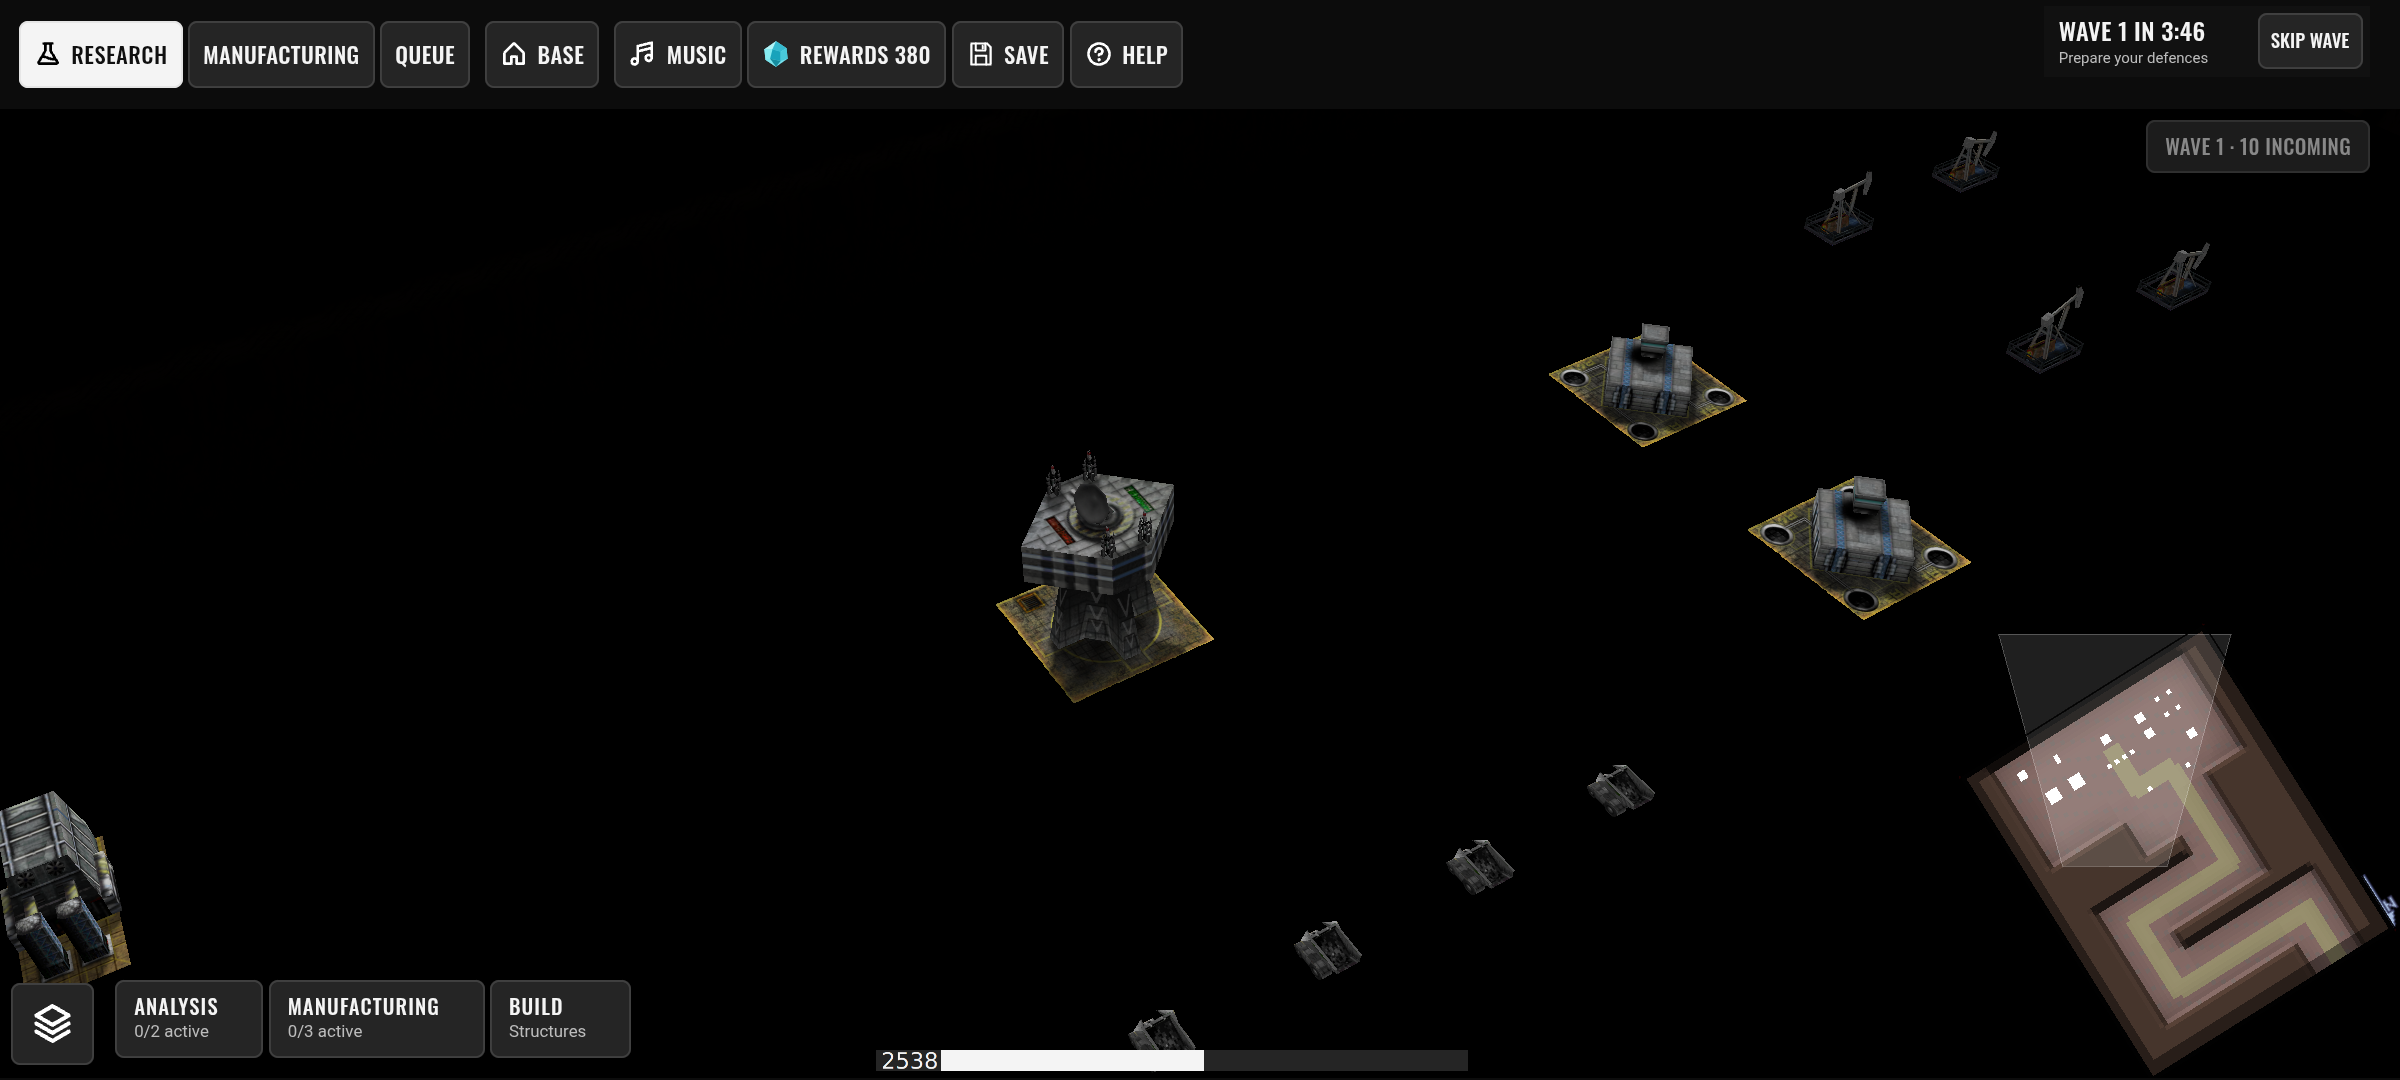 RESEARCH
MANUFACTURING
QUEUE
BASE
MUSIC
REWARDS 380
SAVE
HELP
WAVE 1 IN 3:46
Prepare your defences
SKIP WAVE
WAVE 1 · 10 INCOMING
ANALYSIS
0/2 active
MANUFACTURING
0/3 active
BUILD
Structures
2538
N